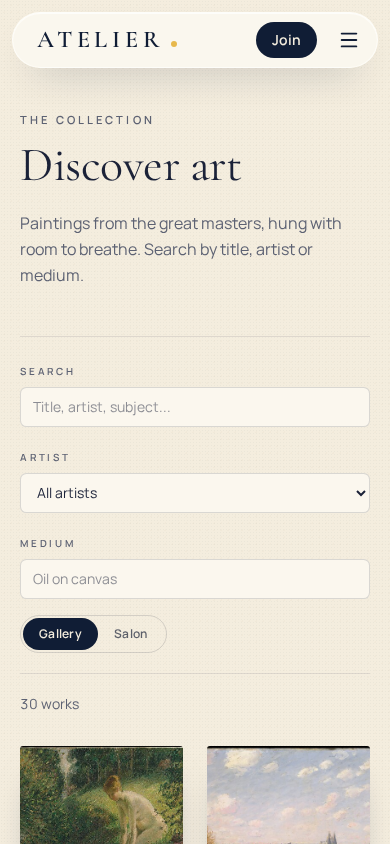 ATELIER
Join
THE COLLECTION
Discover art
Paintings from the great masters, hung with
room to breathe. Search by title, artist or
medium.
SEARCH
Title, artist, subject...
ARTIST
All artists
MEDIUM
Oil on canvas
Gallery Salon
30 works